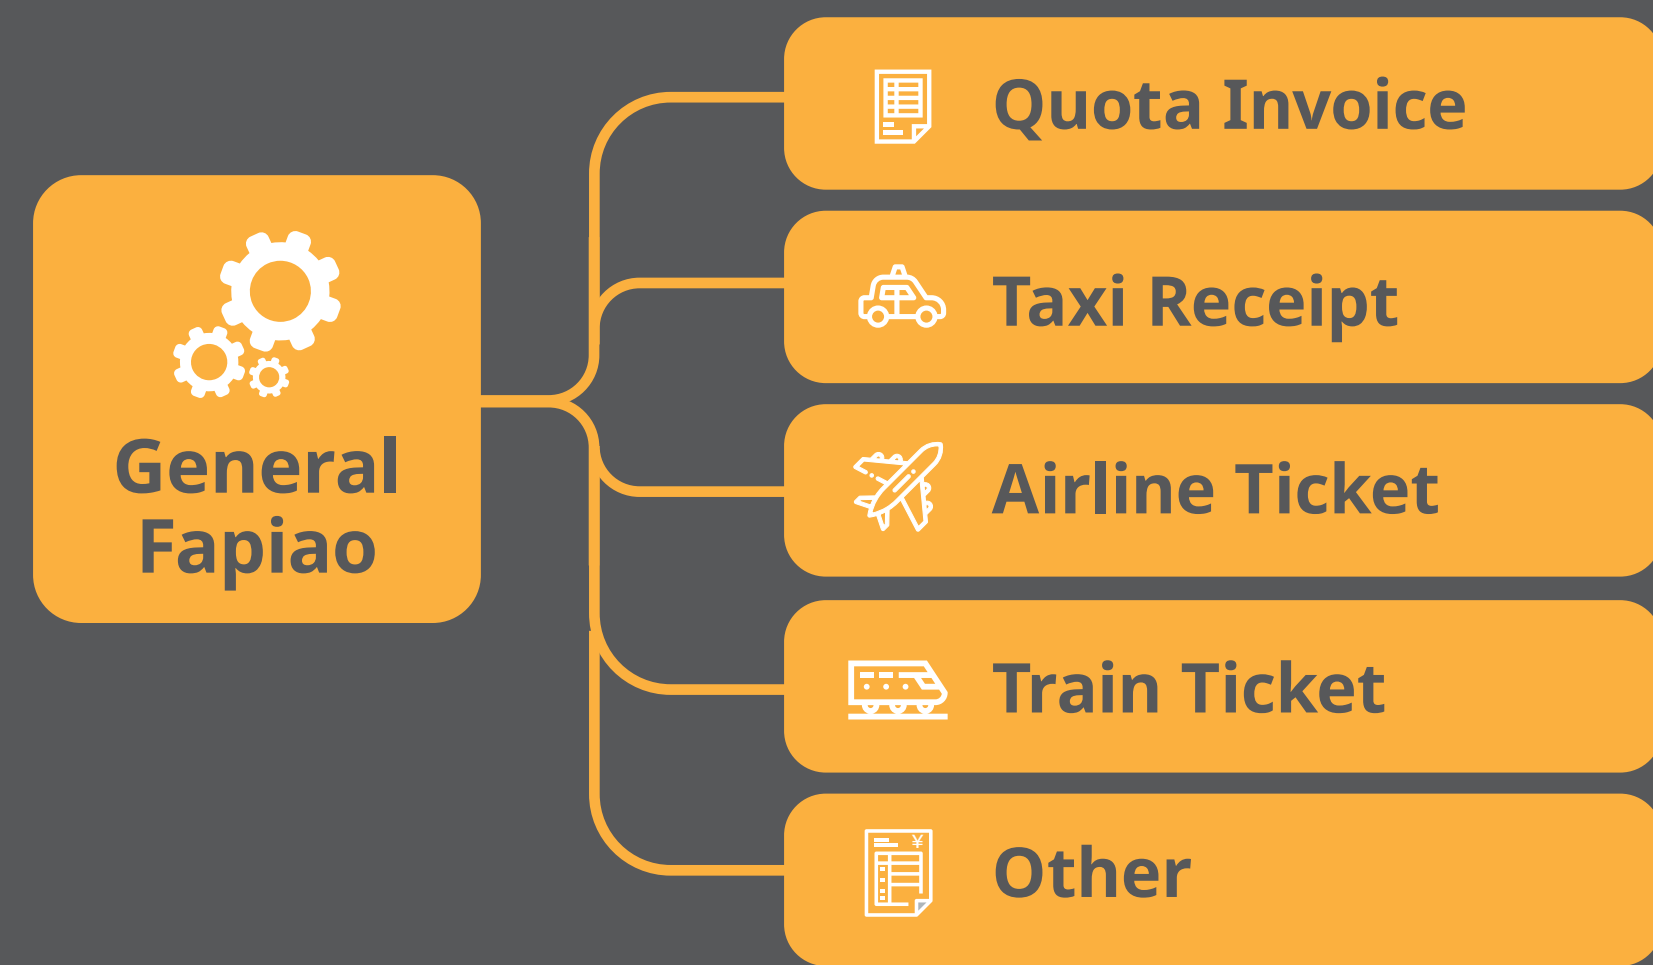 General
Fapiao
Quota Invoice
Taxi Receipt
Airline Ticket
Train Ticket
¥
Other